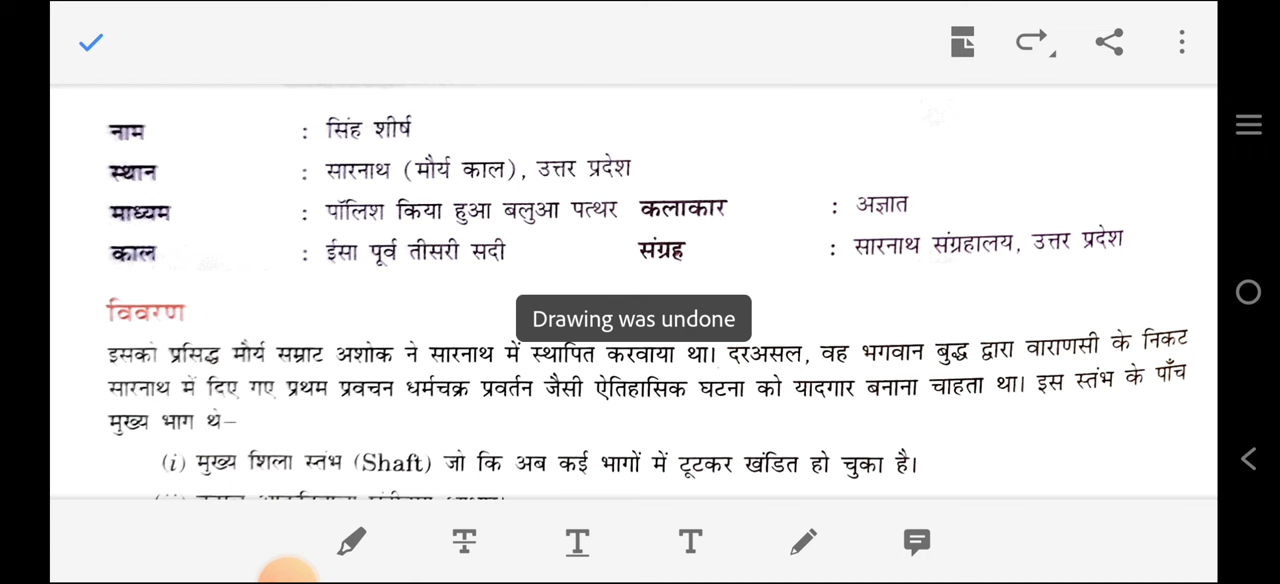 नाम : सिंह शीर्ष
स्थान : सारनाथ (मौर्य काल), उत्तर प्रदेश
माध्यम : पॉलिश किया हुआ बलुआ पत्थर कलाकार : अज्ञात
काल : ईसा पूर्व तीसरी सदी संग्रह : सारनाथ संग्रहालय, उत्तर प्रदेश
विवरण
Drawing was undone
इसको प्रसिद्ध मौर्य सम्राट अशोक ने सारनाथ में स्थापित करवाया था। दरअसल, वह भगवान बुद्ध द्वारा वाराणसी के निकट
सारनाथ में दिए गए प्रथम प्रवचन धर्मचक्र प्रवर्तन जैसी ऐतिहासिक घटना को यादगार बनाना चाहता था। इस स्तंभ के पाँच
मुख्य भाग थे–
(i) मुख्य शिला स्तंभ (Shaft) जो कि अब कई भागों में टूटकर खंडित हो चुका है।